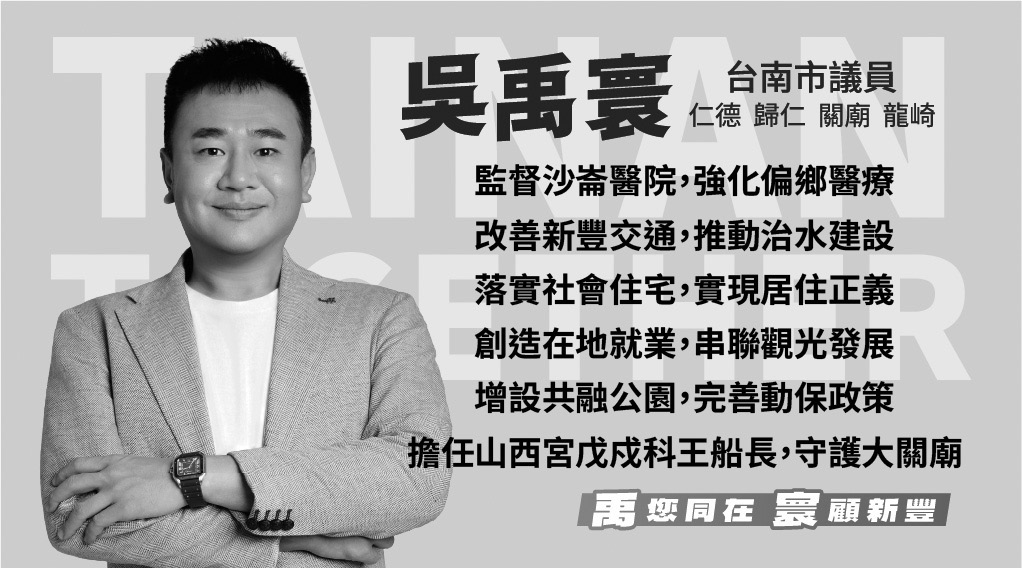 TAINAN
TOGETHER
吳禹寰
台南市議員
仁德 歸仁 關廟 龍崎
監督沙崙醫院，強化偏鄉醫療
改善新豐交通，推動治水建設
落實社會住宅，實現居住正義
創造在地就業，串聯觀光發展
增設共融公園，完善動保政策
擔任山西宮戊戍科王船長，守護大關廟
禹您同在 寰顧新豐